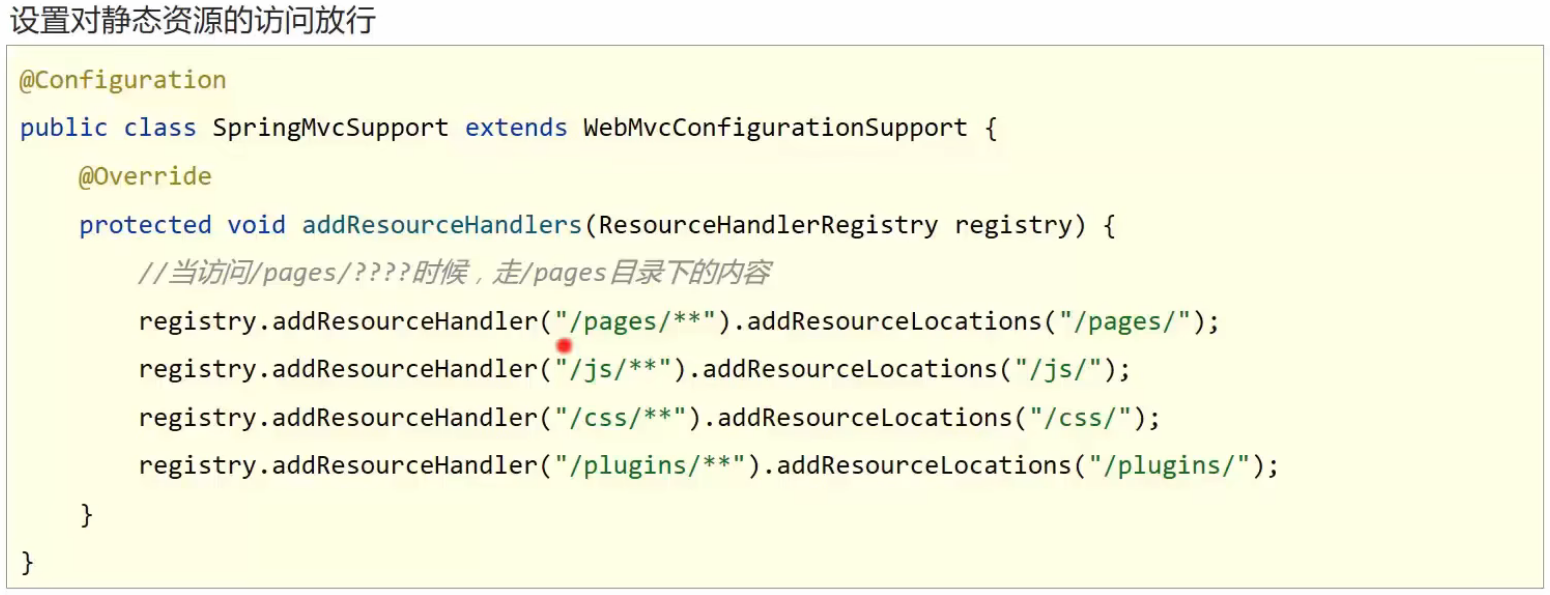 设置对静态资源的访问放行
@Configuration
public class SpringMvcSupport extends WebMvcConfigurationSupport {
@Override
protected void addResourceHandlers(ResourceHandlerRegistry registry) {
//当访问/pages/????时候，走/pages目录下的内容
registry.addResourceHandler("/pages/**").addResourceLocations("/pages/");
registry.addResourceHandler("/js/**").addResourceLocations("/js/");
registry.addResourceHandler("/css/**").addResourceLocations("/css/");
registry.addResourceHandler("/plugins/**").addResourceLocations("/plugins/");
}
}